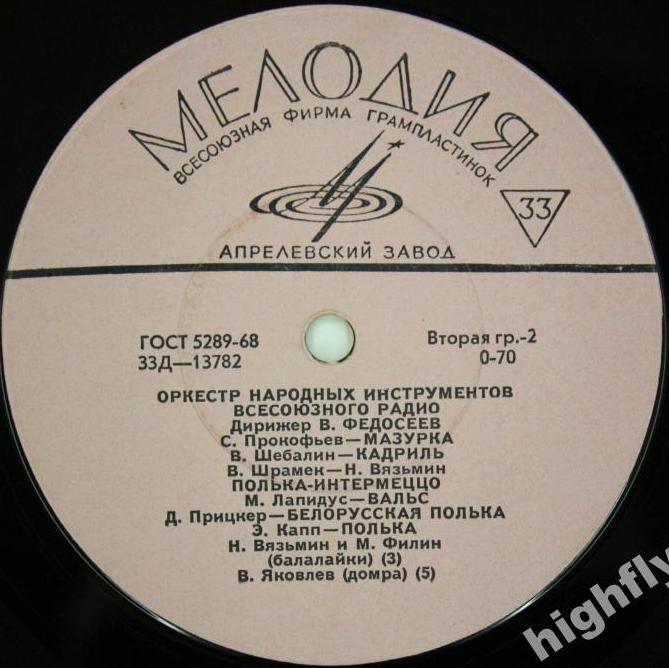 МЕЛОДИЯ
ВСЕСОЮЗНАЯ ФИРМА ГРАМПЛАСТИНОК
33
АПРЕЛЕВСКИЙ ЗАВОД
ГОСТ 5289-68
Вторая гр.-2
33Д—13782
0-70
ОРКЕСТР НАРОДНЫХ ИНСТРУМЕНТОВ
ВСЕСОЮЗНОГО РАДИО
Дирижер В. ФЕДОСЕЕВ
С. Прокофьев—МАЗУРКА
В. Шебалин—КАДРИЛЬ
В. Шрамек—Н. Вязьмин
ПОЛЬКА-ИНТЕРМЕЦЦО
М. Лапидус—ВАЛЬС
Д. Прицкер—БЕЛОРУССКАЯ ПОЛЬКА
Э. Капп—ПОЛЬКА
Н. Вязьмин и М. Филин
(балалайки) (3)
В. Яковлев (домра) (5)
highfly